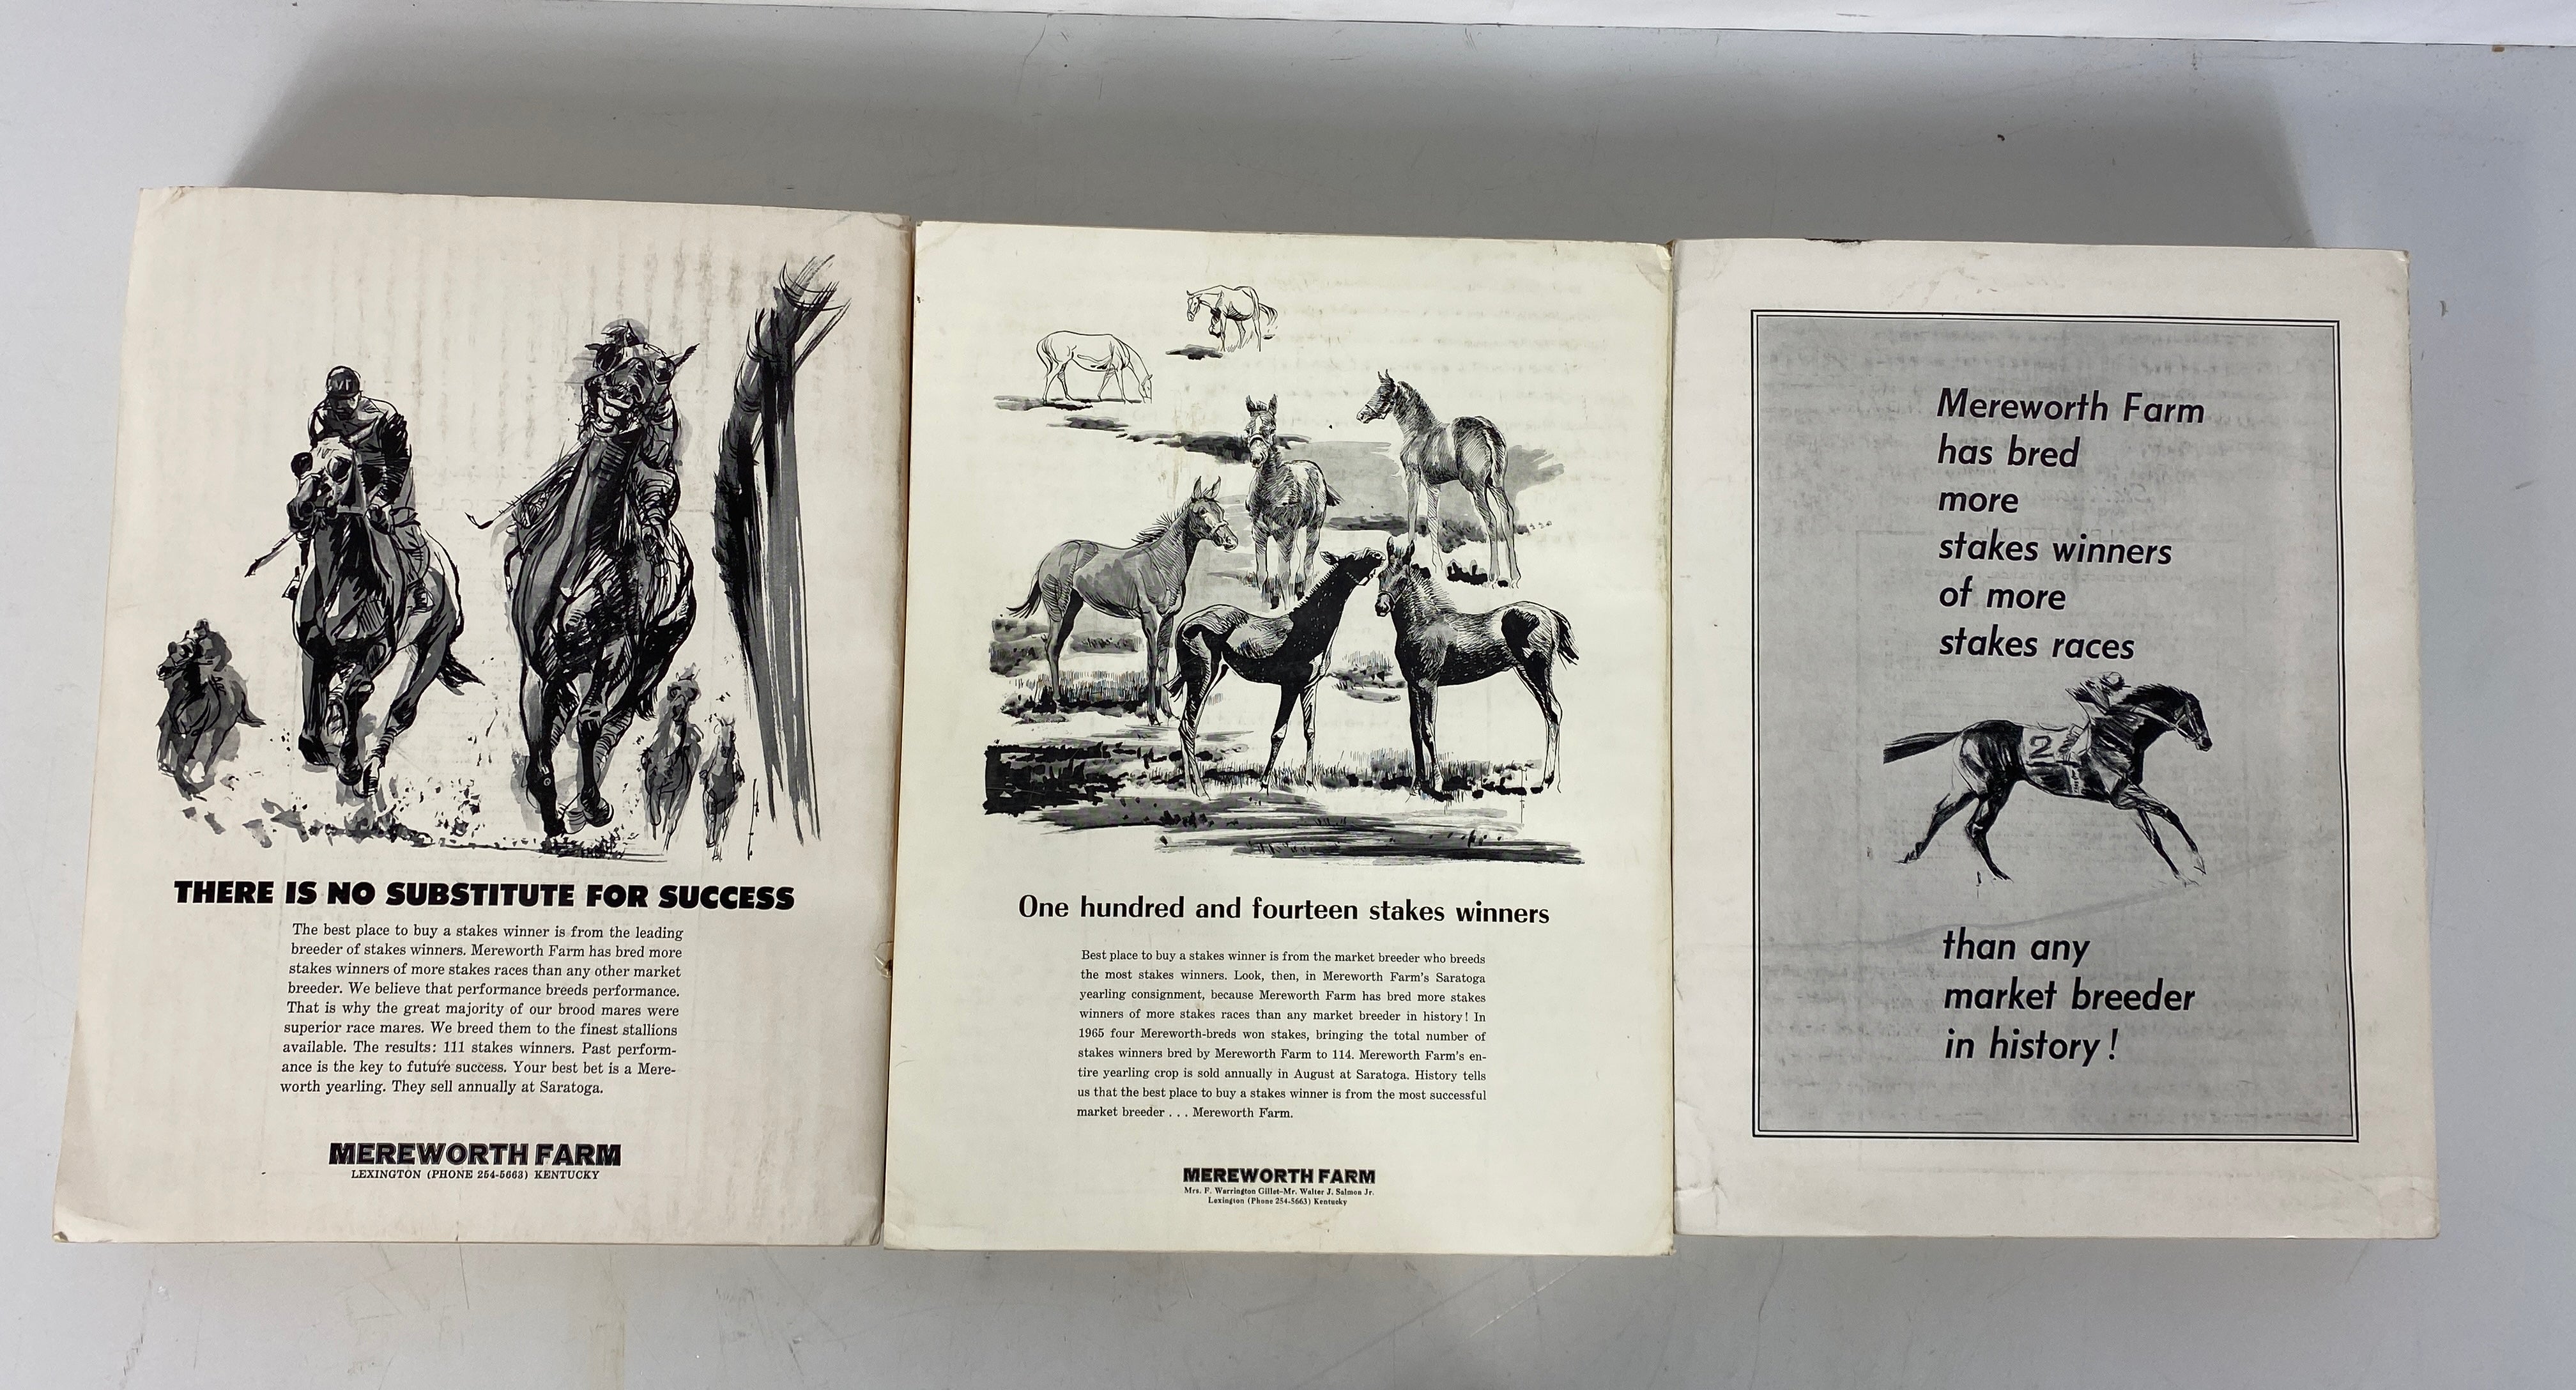 THERE IS NO SUBSTITUTE FOR SUCCESS
The best place to buy a stakes winner is from the leading
breeder of stakes winners. Mereworth Farm has bred more
stakes winners of more stakes races than any other market
breeder. We believe that performance breeds performance.
That is why the great majority of our brood mares were
superior race mares. We breed them to the finest stallions
available. The results: 111 stakes winners. Past perform-
ance is the key to future success. Your best bet is a Mere-
worth yearling. They sell annually at Saratoga.
MEREWORTH FARM
LEXINGTON (PHONE 254-5663) KENTUCKY
One hundred and fourteen stakes winners
Best place to buy a stakes winner is from the market breeder who breeds
the most stakes winners. Look, then, in Mereworth Farm's Saratoga
yearling consignment, because Mereworth Farm has bred more stakes
winners of more stakes races than any market breeder in history! In
1965 four Mereworth-breds won stakes, bringing the total number of
stakes winners bred by Mereworth Farm to 114. Mereworth Farm's en-
tire yearling crop is sold annually in August at Saratoga. History tells
us that the best place to buy a stakes winner is from the most successful
market breeder . . . Mereworth Farm.
MEREWORTH FARM
Mrs. F. Warrington Gillet–Mr. Walter J. Salmon Jr.
Lexington (Phone 254-5663) Kentucky
Mereworth Farm
has bred
more
stakes winners
of more
stakes races
2
than any
market breeder
in history!